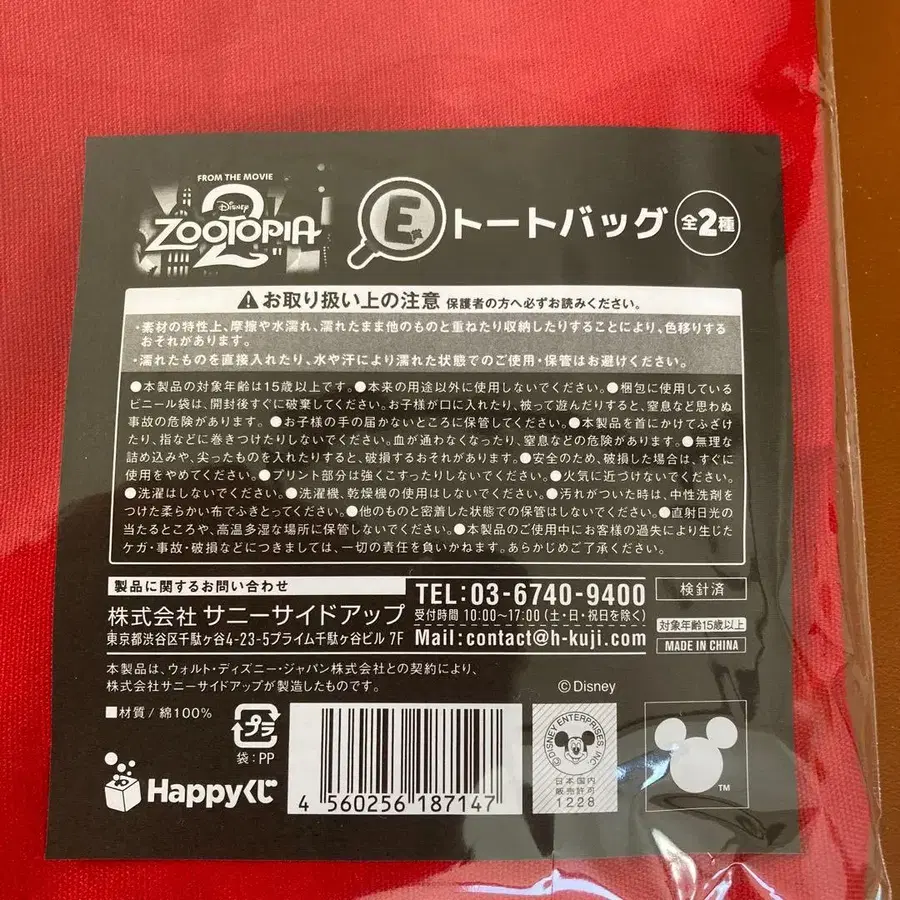 FROM THE MOVIE
Disney
ZOOTOPIA
2
E賞
トートバッグ
全2種
お取り扱い上の注意 保護者の方へ必ずお読みください。
・素材の特性上、摩擦や水濡れ、濡れたまま他のものと重ねたり収納したりすることにより、色移りする
おそれがあります。
・濡れたものを直接入れたり、水や汗により濡れた状態でのご使用・保管はお避けください。
●本製品の対象年齢は15歳以上です。●本来の用途以外に使用しないでください。●梱包に使用している
ビニール袋は、開封後すぐに破棄してください。お子様が口に入れたり、被って遊んだりすると、窒息など思わぬ
事故の危険があります。●お子様の手の届かないところに保管してください。●本製品を首にかけてふざけ
たり、指などに巻きつけたりしないでください。血が通わなくなったり、窒息などの危険があります。●無理な
詰め込みや、尖ったものを入れたりすると、破損するおそれがあります。●安全のため、破損した場合は、すぐに
使用をやめてください。●プリント部分は強くこすったりしないでください。●火気に近づけないでください。
●洗濯はしないでください。●洗濯機、乾燥機の使用はしないでください。●汚れがついた時は、中性洗剤を
つけた柔らかい布でふきとってください。●他のものと密着した状態での保管はしないでください。●直射日光の
当たるところや、高温多湿な場所に保管しないでください。●本製品のご使用中にお客様の過失により生じた
ケガ・事故・破損などにつきましては、一切の責任を負いかねます。あらかじめご了承ください。
製品に関するお問い合わせ
株式会社 サニーサイドアップ
東京都渋谷区千駄ヶ谷4-23-5プライム千駄ヶ谷ビル 7F
TEL:03-6740-9400
受付時間 10:00〜17:00(土・日・祝日を除く)
Mail:contact@h-kuji.com
検針済
対象年齢15歳以上
MADE IN CHINA
本製品は、ウォルト・ディズニー・ジャパン株式会社との契約により、
株式会社サニーサイドアップが製造したものです。
©Disney
■材質/綿100%
プラ
袋:PP
Happyくじ
4 560256 187147
©DISNEY ENTERPRISES, INC
日本国内
販売許可
1228
TM